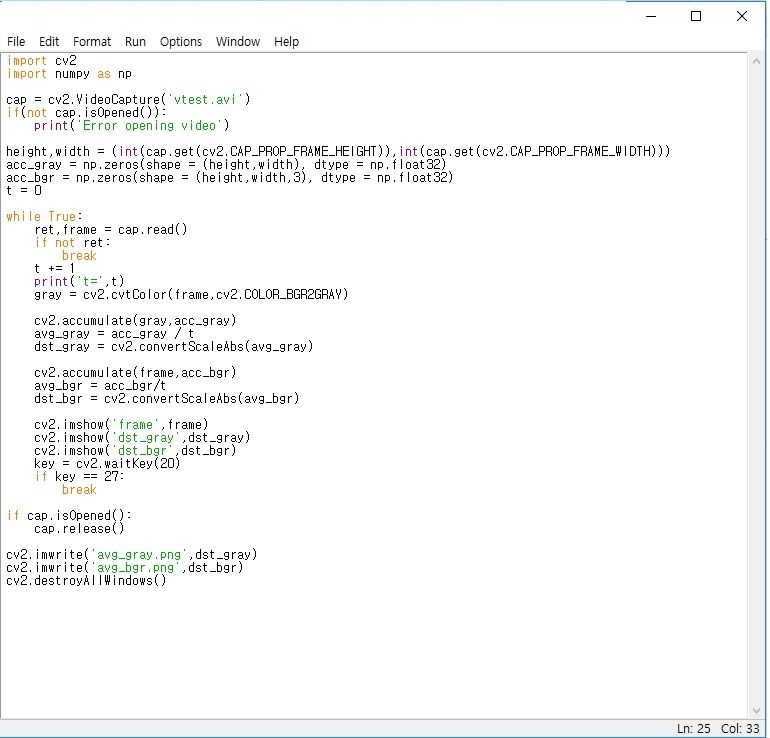 File Edit Format Run Options Window Help
import cv2
import numpy as np
cap = cv2.VideoCapture('vtest.avi')
if(not cap.isOpened()):
    print('Error opening video')
height,width = (int(cap.get(cv2.CAP_PROP_FRAME_HEIGHT)),int(cap.get(cv2.CAP_PROP_FRAME_WIDTH)))
acc_gray = np.zeros(shape = (height,width), dtype = np.float32)
acc_bgr = np.zeros(shape = (height,width,3), dtype = np.float32)
t = 0
while True:
    ret,frame = cap.read()
    if not ret:
        break
    t += 1
    print('t=',t)
    gray = cv2.cvtColor(frame,cv2.COLOR_BGR2GRAY)
    cv2.accumulate(gray,acc_gray)
    avg_gray = acc_gray / t
    dst_gray = cv2.convertScaleAbs(avg_gray)
    cv2.accumulate(frame,acc_bgr)
    avg_bgr = acc_bgr/t
    dst_bgr = cv2.convertScaleAbs(avg_bgr)
    cv2.imshow('frame',frame)
    cv2.imshow('dst_gray',dst_gray)
    cv2.imshow('dst_bgr',dst_bgr)
    key = cv2.waitKey(20)
    if key == 27:
        break
if cap.isOpened():
    cap.release()
cv2.imwrite('avg_gray.png',dst_gray)
cv2.imwrite('avg_bgr.png',dst_bgr)
cv2.destroyAllWindows()
Ln: 25 Col: 33